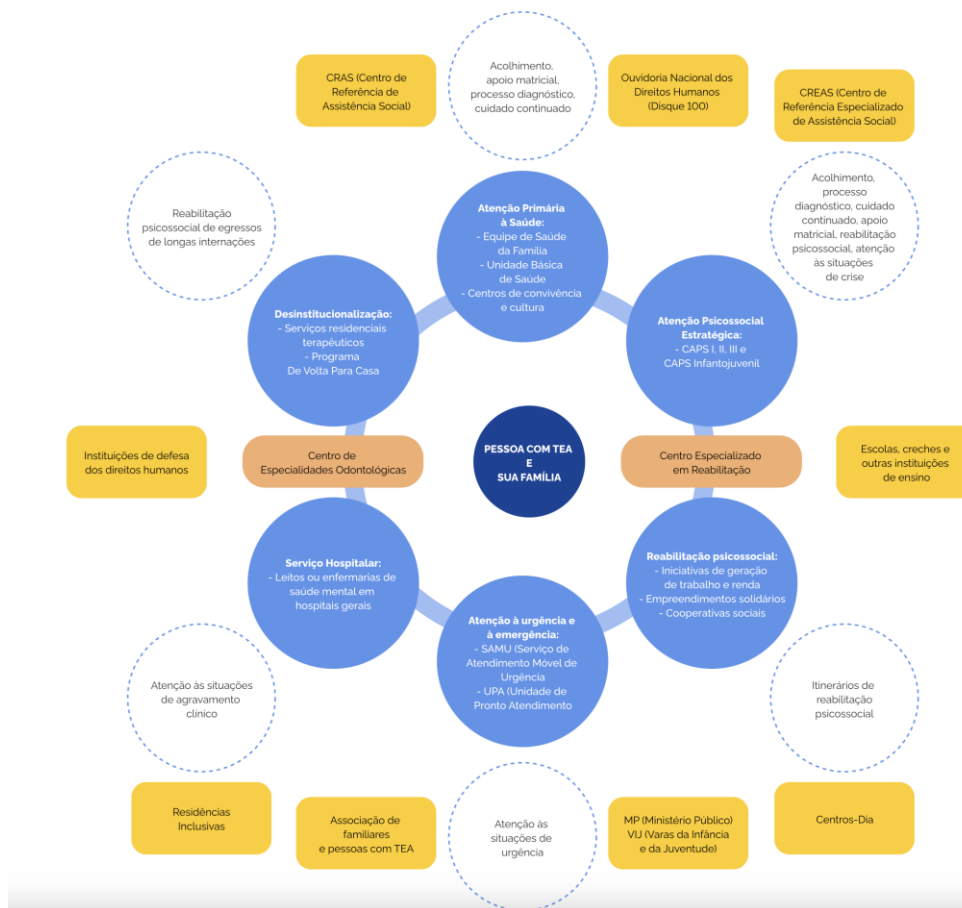 CRAS (Centro de
Referência de
Assistência Social)
Acolhimento,
apoio matricial,
processo diagnóstico,
cuidado continuado
Ouvidoria Nacional dos
Direitos Humanos
(Disque 100)
CREAS (Centro de
Referência Especializado
de Assistência Social)
Reabilitação
psicossocial de egressos
de longas internações
Atenção Primária
à Saúde:
- Equipe de Saúde
da Família
- Unidade Básica
de Saúde
- Centros de convivência
e cultura
Acolhimento,
processo
diagnóstico, cuidado
continuado, apoio
matricial, reabilitação
psicossocial, atenção
às situações
de crise
Desinstitucionalização:
- Serviços residenciais
terapêuticos
- Programa
De Volta Para Casa
Atenção Psicossocial
Estratégica:
- CAPS I, II, III e
CAPS Infantojuvenil
Instituições de defesa
dos direitos humanos
Centro de
Especialidades Odontológicas
PESSOA COM TEA
E
SUA FAMÍLIA
Centro Especializado
em Reabilitação
Escolas, creches e
outras instituições
de ensino
Serviço Hospitalar:
- Leitos ou enfermarias de
saúde mental em
hospitais gerais
Atenção à urgência e
à emergência:
- SAMU (Serviço de
Atendimento Móvel de
Urgência
- UPA (Unidade de
Pronto Atendimento
Reabilitação psicossocial:
- Iniciativas de geração
de trabalho e renda
- Empreendimentos solidários
- Cooperativas sociais
Atenção às situações
de agravamento
clínico
Itinerários de
reabilitação
psicossocial
Residências
Inclusivas
Associação de
familiares
e pessoas com TEA
Atenção às
situações de
urgência
MP (Ministério Público)
VIJ (Varas da Infância
e da Juventude)
Centros-Dia